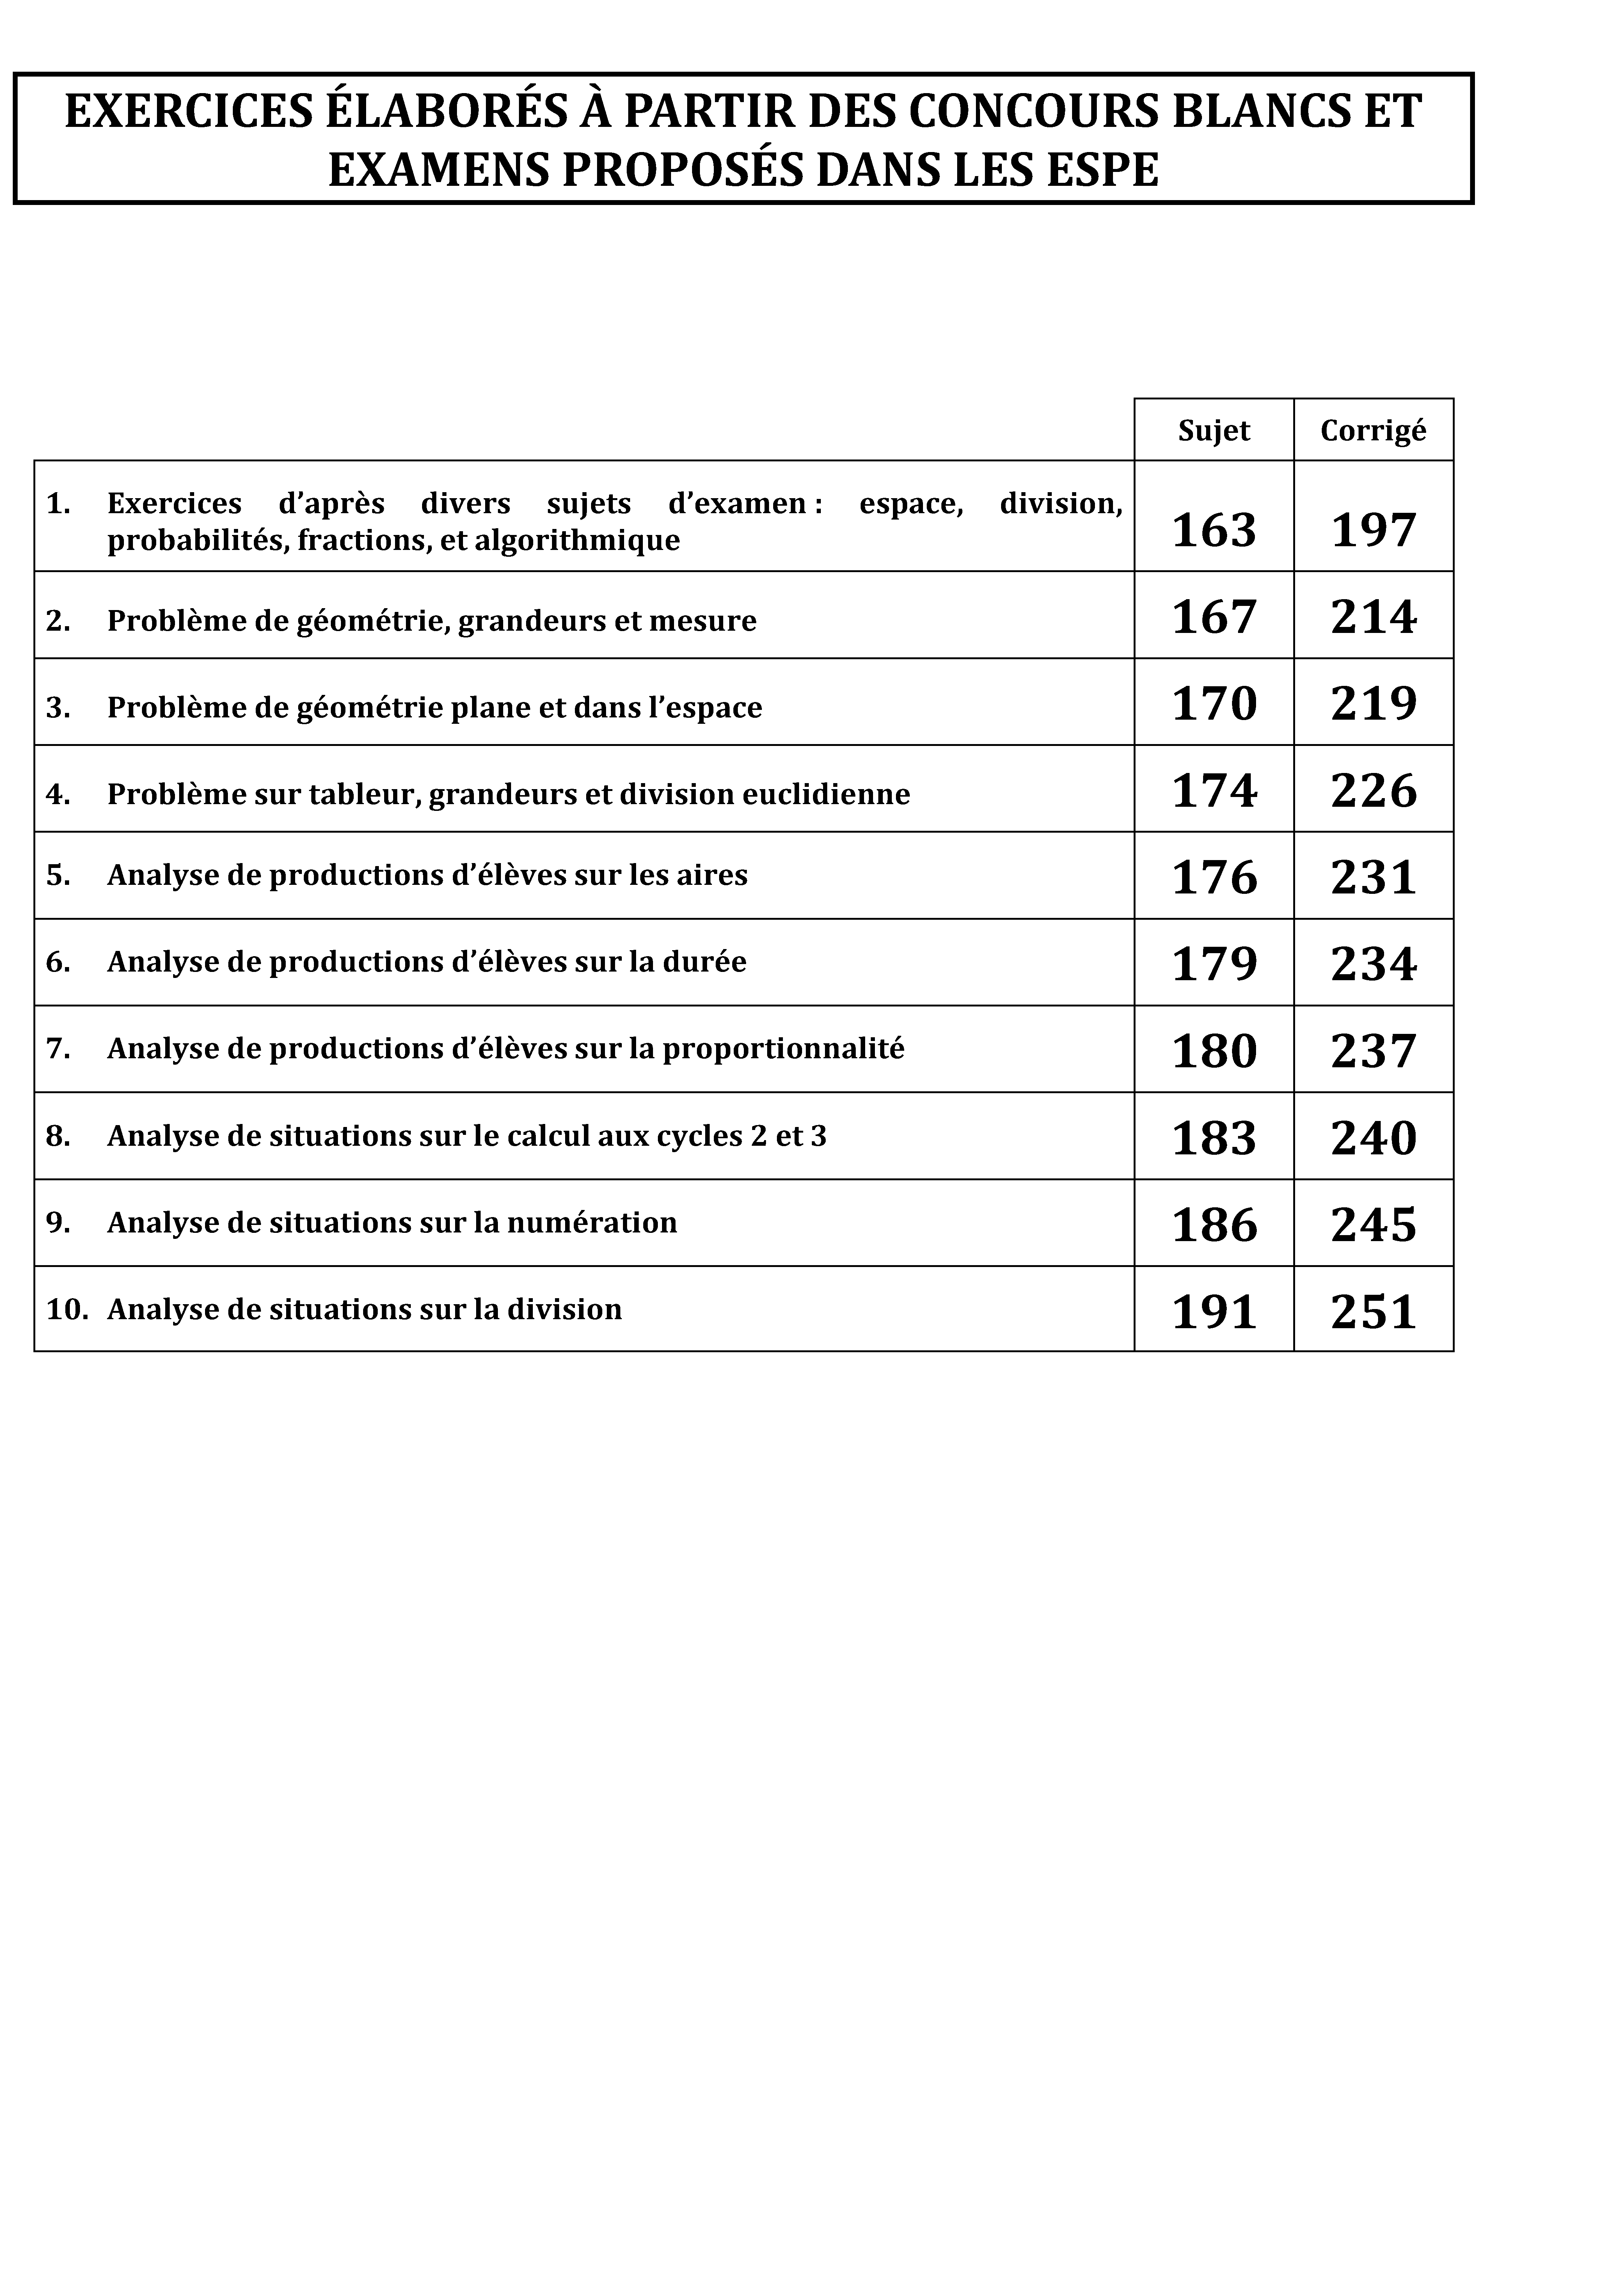 EXERCICES ÉLABORÉS À PARTIR DES CONCOURS BLANCS ET
EXAMENS PROPOSÉS DANS LES ESPE
Sujet Corrigé
1. Exercices d’après divers sujets d’examen : espace, division,
probabilités, fractions, et algorithmique 163 197
2. Problème de géométrie, grandeurs et mesure 167 214
3. Problème de géométrie plane et dans l’espace 170 219
4. Problème sur tableur, grandeurs et division euclidienne 174 226
5. Analyse de productions d’élèves sur les aires 176 231
6. Analyse de productions d’élèves sur la durée 179 234
7. Analyse de productions d’élèves sur la proportionnalité 180 237
8. Analyse de situations sur le calcul aux cycles 2 et 3 183 240
9. Analyse de situations sur la numération 186 245
10. Analyse de situations sur la division 191 251